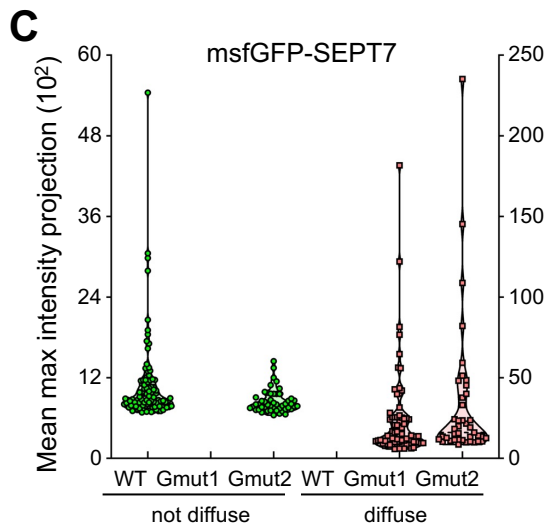 C
msfGFP-SEPT7
Mean max intensity projection (10²)
60
48
36
24
12
0
250
200
150
100
50
0
WT Gmut1 Gmut2 WT Gmut1 Gmut2
not diffuse diffuse